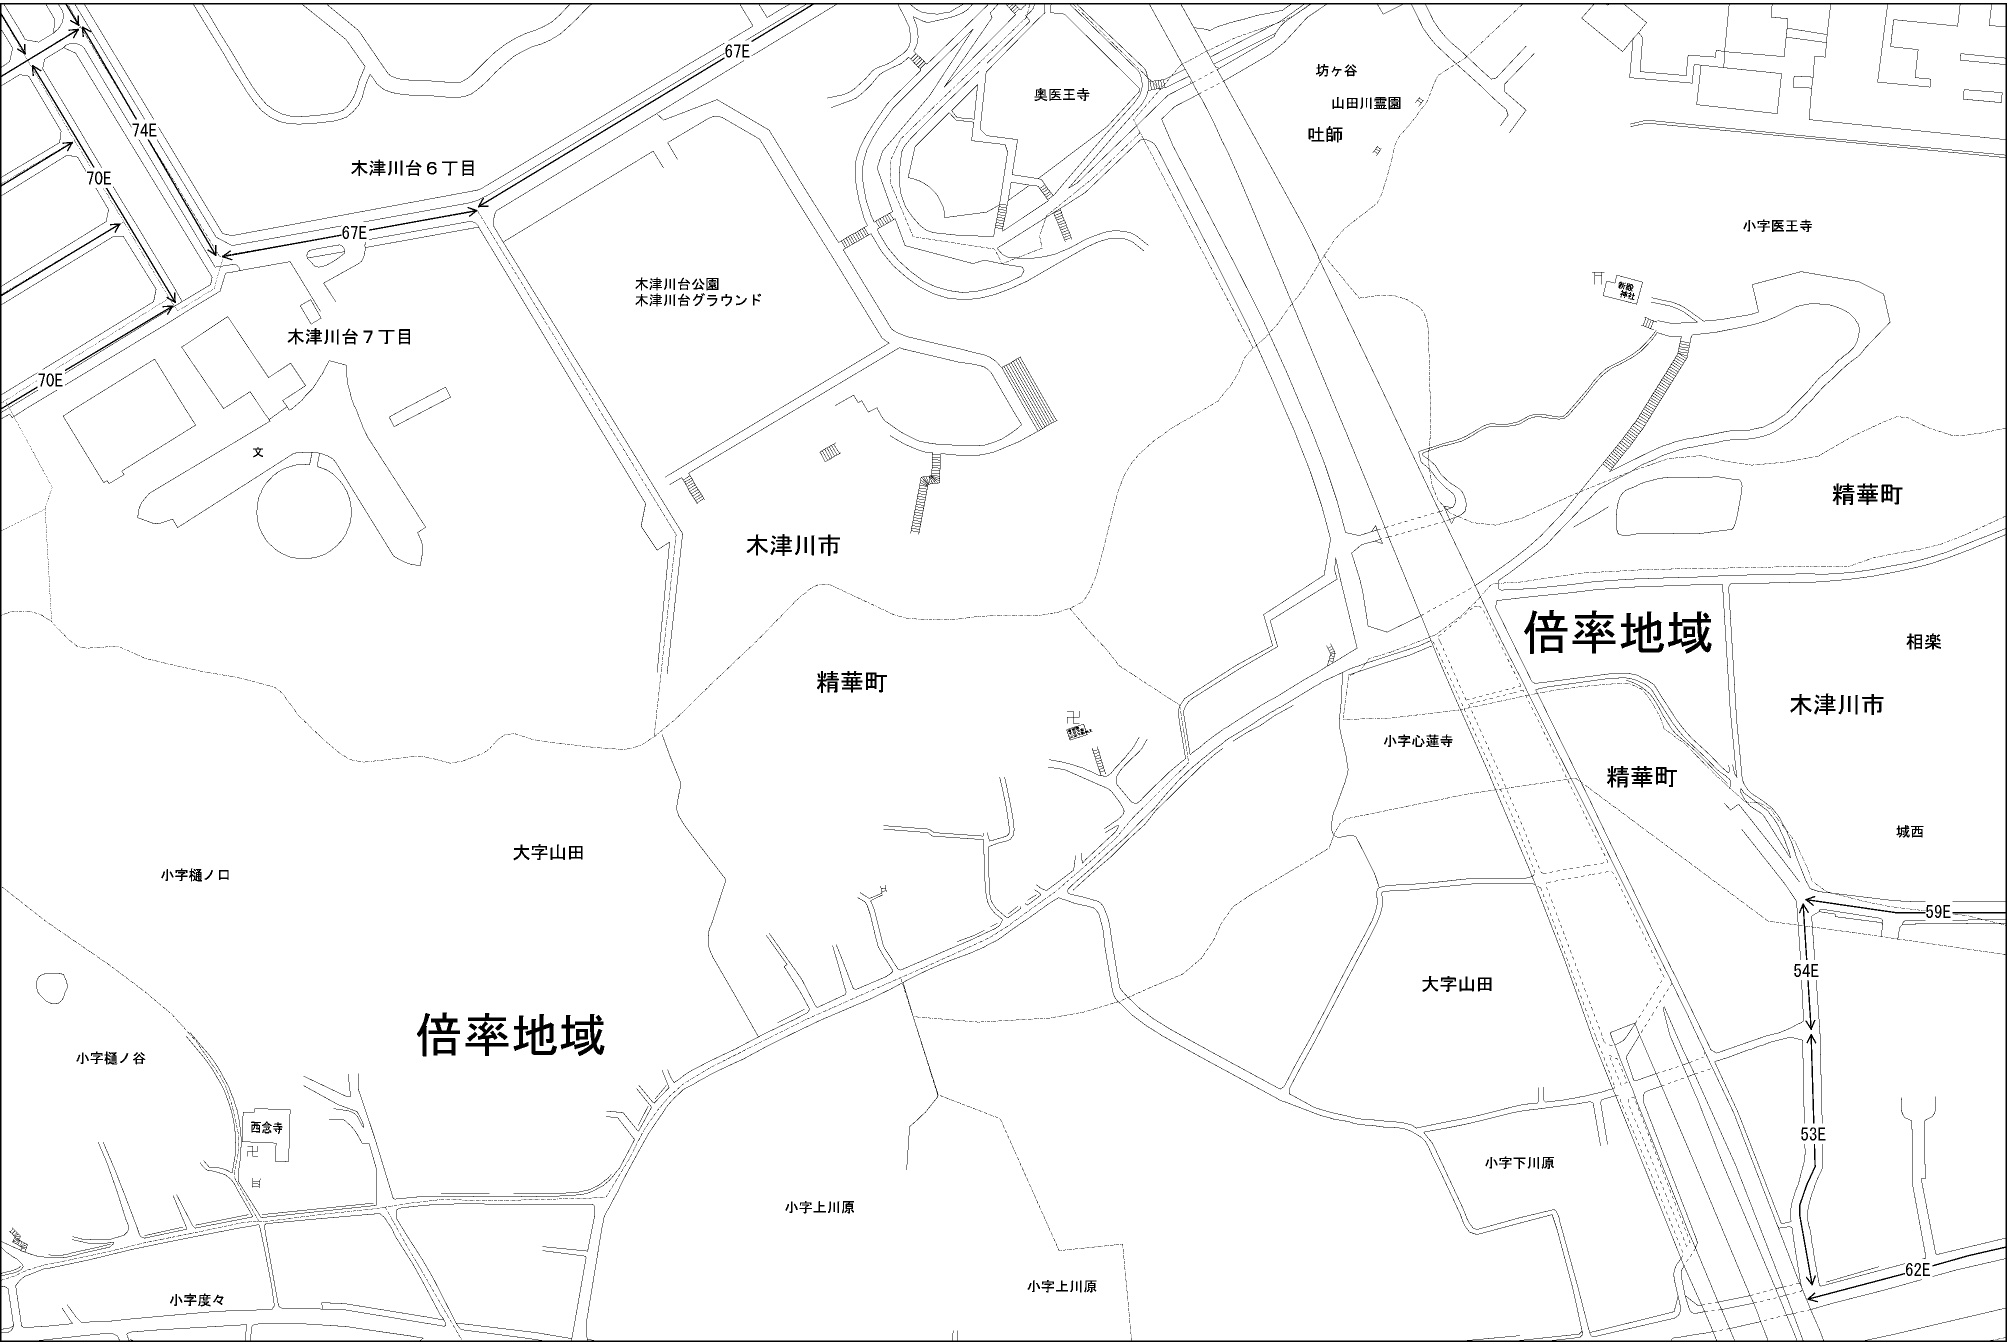 67E
坊ヶ谷
奥医王寺
山田川霊園
74E
吐師
木津川台6丁目
70E
小字医王寺
67E
木津川台公園
木津川台グラウンド
新殿
神社
木津川台7丁目
70E
文
精華町
木津川市
倍率地域
相楽
精華町
木津川市
小字心蓮寺
精華町
城西
大字山田
小字樋ノ口
59E
54E
大字山田
倍率地域
小字樋ノ谷
西念寺
53E
小字下川原
小字上川原
62E
小字上川原
小字度々